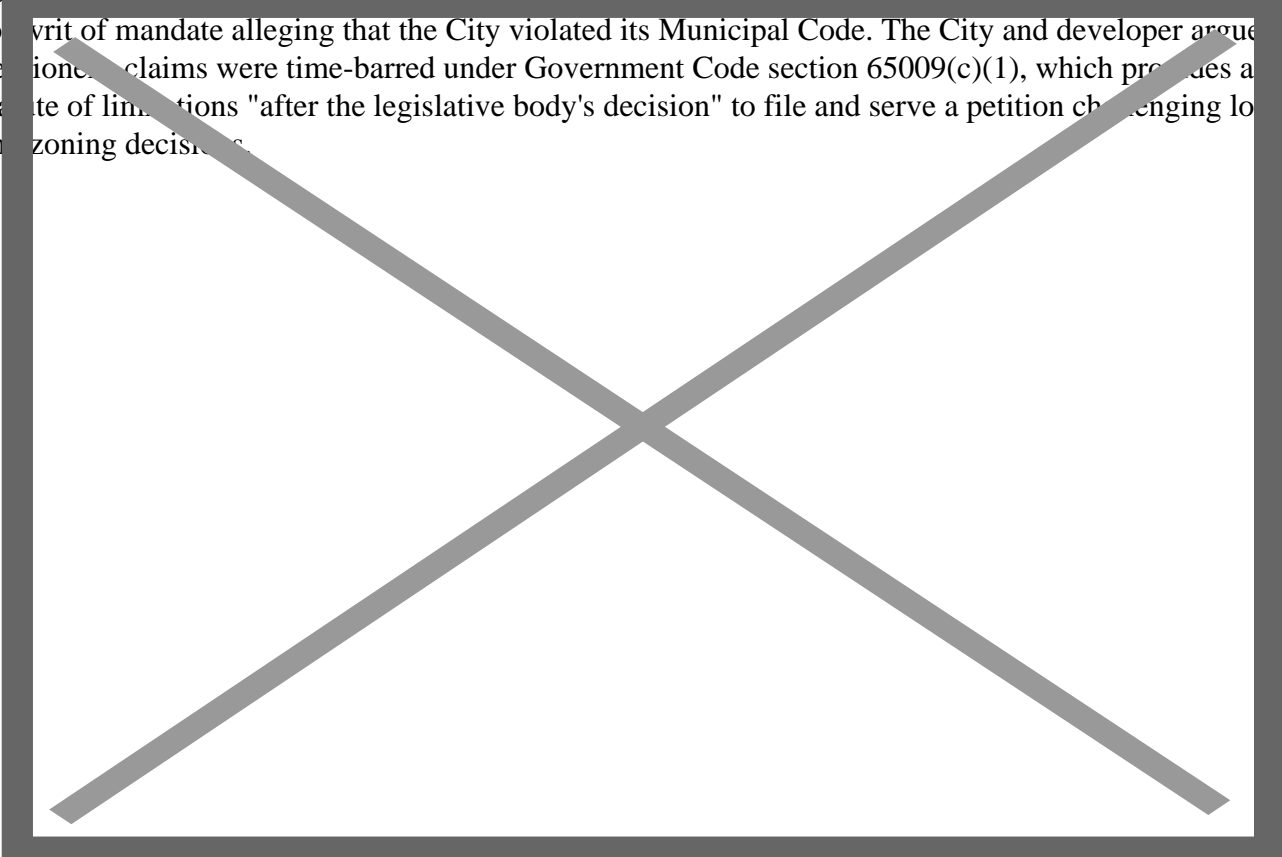 writ of mandate alleging that the City violated its Municipal Code. The City and developer argue
claims were time-barred under Government Code section 65009(c)(1), which a
"after the legislative body's decision" to file and serve a petition
zoning